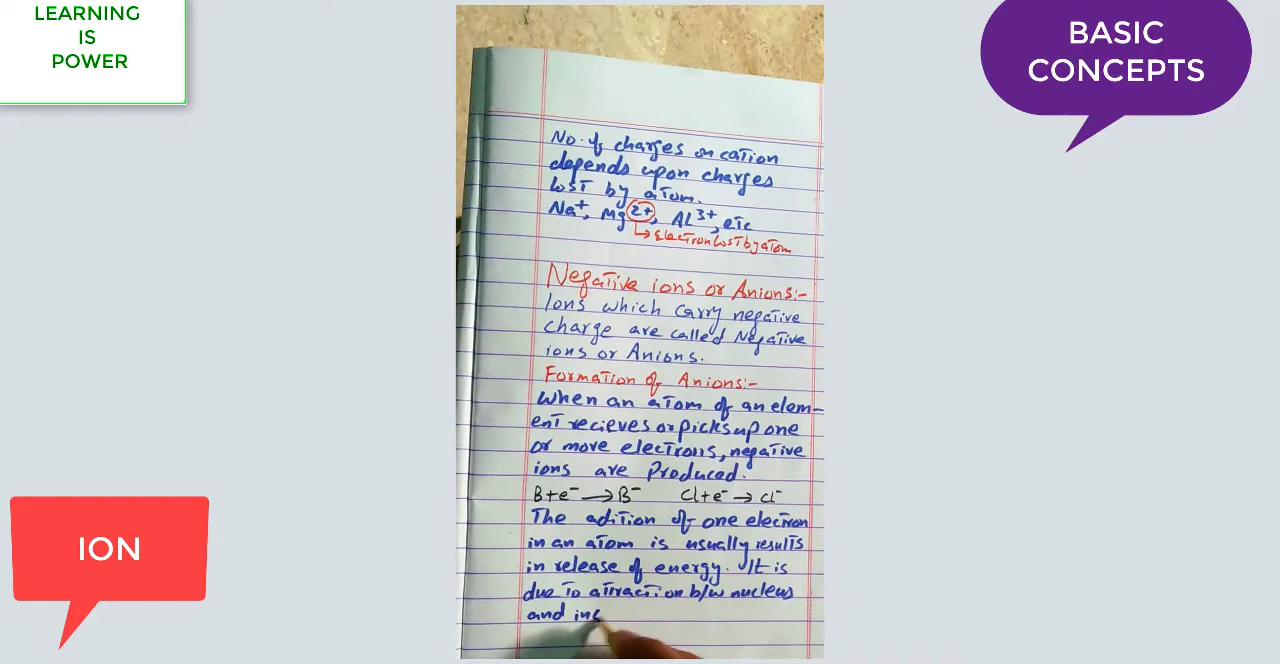 LEARNING
IS
POWER
BASIC
CONCEPTS
No. of charges on cation
depends upon charges
lost by atom.
Na+, Mg2+, Al3+, etc
↳ Electron lost by atom
Negative ions or Anions:-
Ions which carry negative
charge are called Negative
ions or Anions.
Formation of Anions:-
When an atom of an elem-
ent recieves or picks up one
or more electrons, negative
ions are Produced.
B+e- → B-   Cl+e- → Cl-
The adition of one electron
in an atom is usually results
in release of energy. It is
due to attraction b/w nucleus
and inc
ION